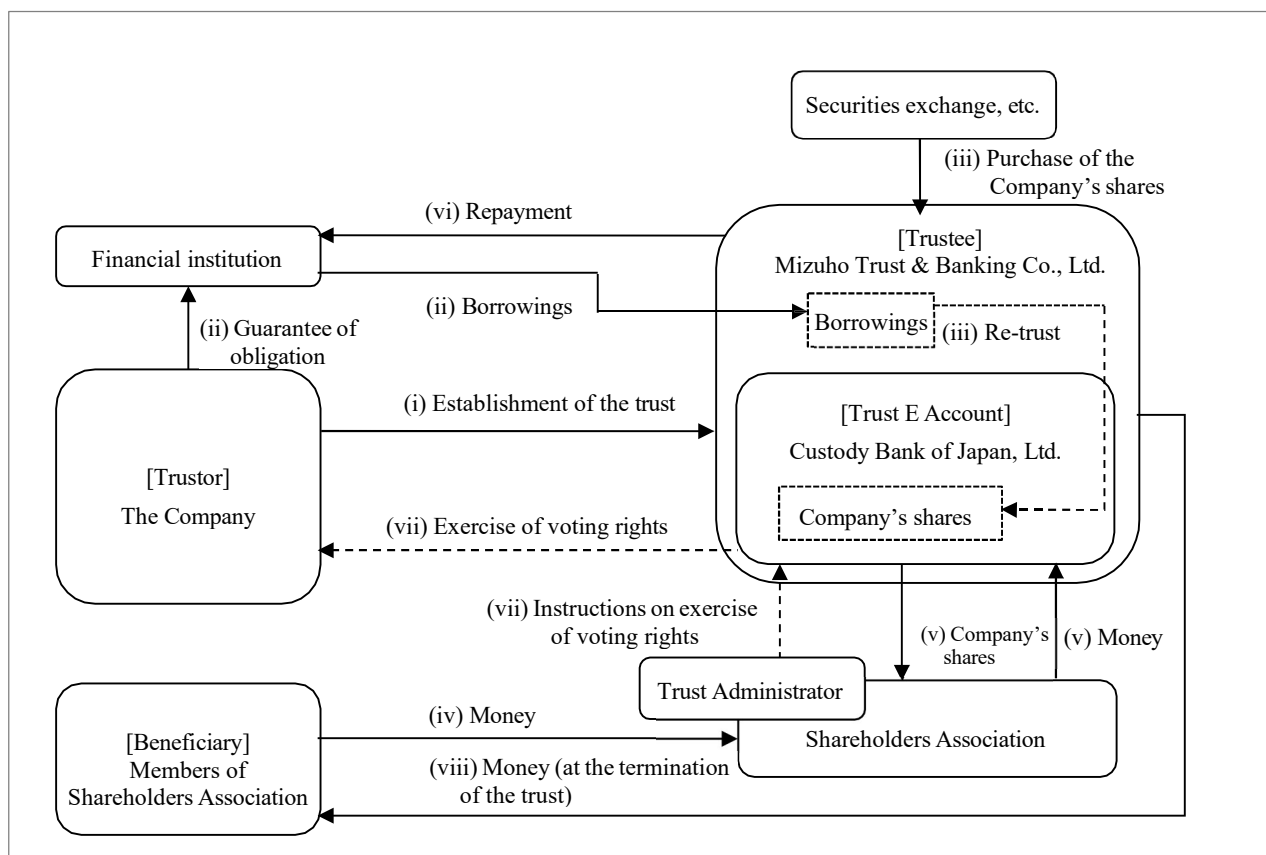 Securities exchange, etc.
(iii) Purchase of the
Company’s shares
(vi) Repayment
[Trustee]
Mizuho Trust & Banking Co., Ltd.
Financial institution
(ii) Borrowings
Borrowings
(iii) Re-trust
(ii) Guarantee of
obligation
(i) Establishment of the trust
[Trust E Account]
Custody Bank of Japan, Ltd.
[Trustor]
The Company
Company’s shares
(vii) Exercise of voting rights
(vii) Instructions on exercise
of voting rights
(v) Company’s
shares
(v) Money
Trust Administrator
(iv) Money
Shareholders Association
[Beneficiary]
Members of
Shareholders Association
(viii) Money (at the termination
of the trust)